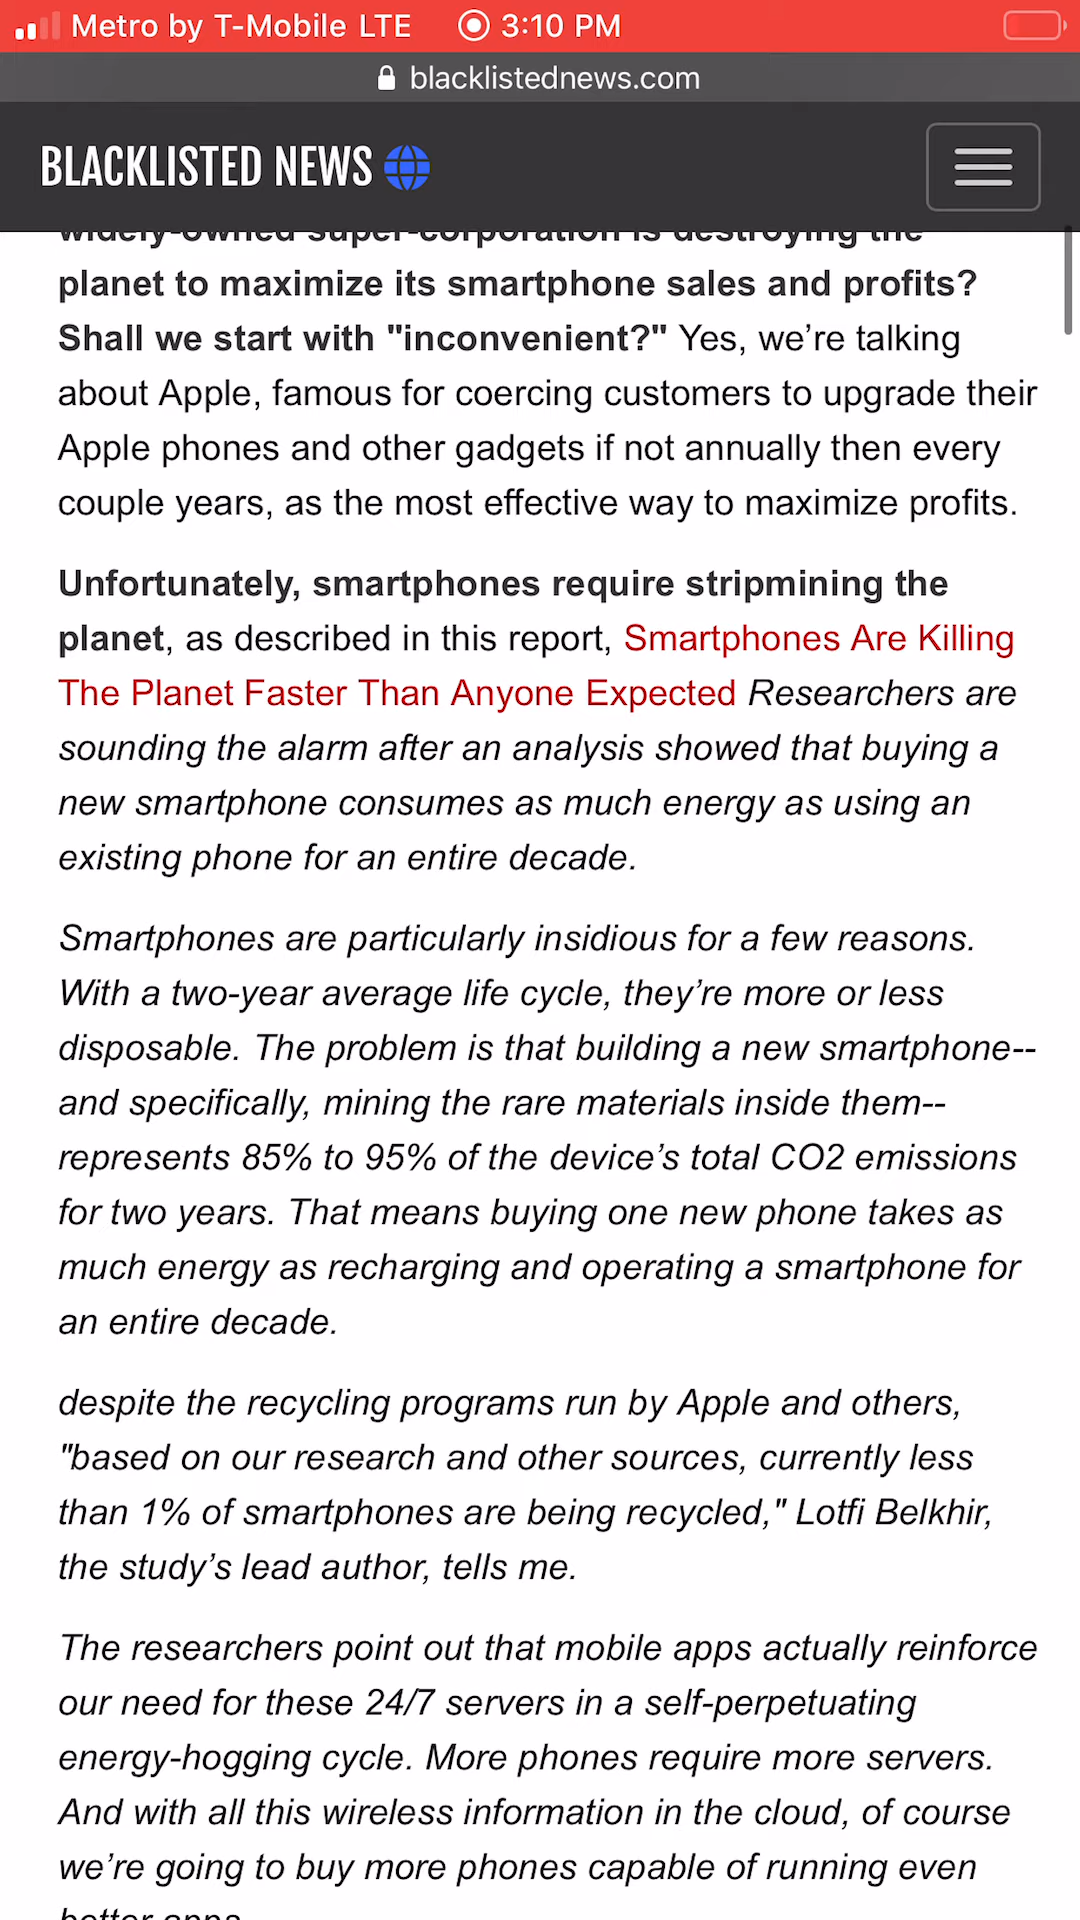 Metro by T-Mobile LTE 3:10 PM
blacklistednews.com
BLACKLISTED NEWS
widely-owned super-corporation is destroying the
planet to maximize its smartphone sales and profits?
Shall we start with "inconvenient?" Yes, we’re talking
about Apple, famous for coercing customers to upgrade their
Apple phones and other gadgets if not annually then every
couple years, as the most effective way to maximize profits.
Unfortunately, smartphones require stripmining the
planet, as described in this report, Smartphones Are Killing
The Planet Faster Than Anyone Expected Researchers are
sounding the alarm after an analysis showed that buying a
new smartphone consumes as much energy as using an
existing phone for an entire decade.
Smartphones are particularly insidious for a few reasons.
With a two-year average life cycle, they’re more or less
disposable. The problem is that building a new smartphone--
and specifically, mining the rare materials inside them--
represents 85% to 95% of the device’s total CO2 emissions
for two years. That means buying one new phone takes as
much energy as recharging and operating a smartphone for
an entire decade.
despite the recycling programs run by Apple and others,
"based on our research and other sources, currently less
than 1% of smartphones are being recycled," Lotfi Belkhir,
the study’s lead author, tells me.
The researchers point out that mobile apps actually reinforce
our need for these 24/7 servers in a self-perpetuating
energy-hogging cycle. More phones require more servers.
And with all this wireless information in the cloud, of course
we’re going to buy more phones capable of running even
better apps.